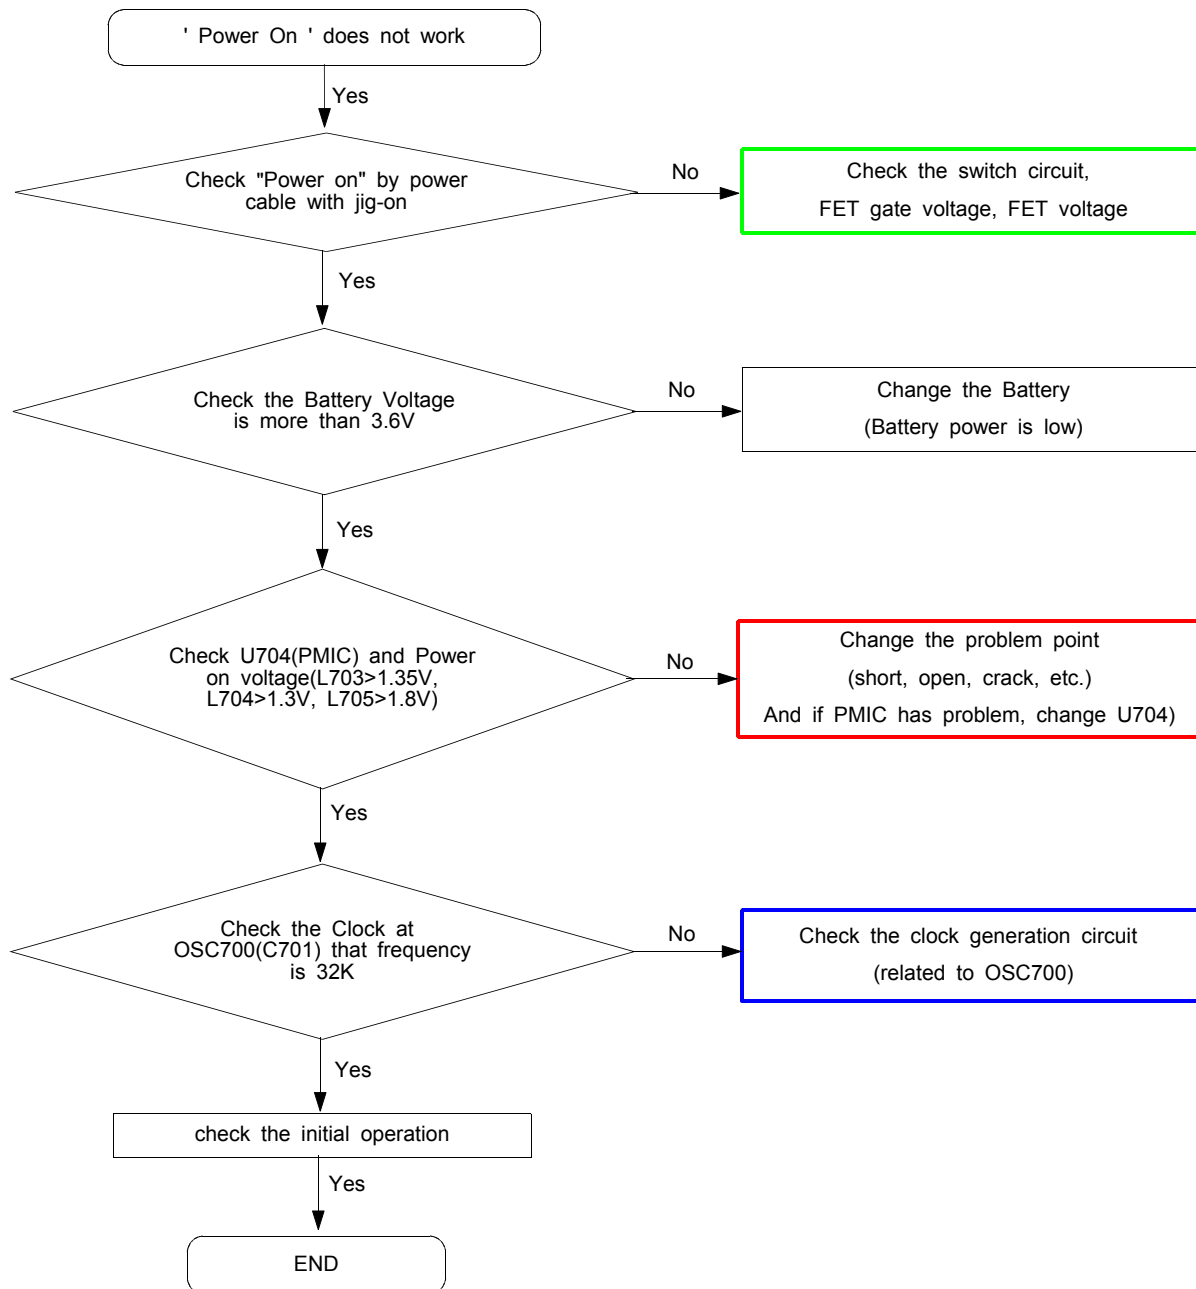 ' Power On ' does not work
Yes
Check "Power on" by power
cable with jig-on
No
Check the switch circuit,
FET gate voltage, FET voltage
Yes
Check the Battery Voltage
is more than 3.6V
No
Change the Battery
(Battery power is low)
Yes
Check U704(PMIC) and Power
on voltage(L703>1.35V,
L704>1.3V, L705>1.8V)
No
Change the problem point
(short, open, crack, etc.)
And if PMIC has problem, change U704)
Yes
Check the Clock at
OSC700(C701) that frequency
is 32K
No
Check the clock generation circuit
(related to OSC700)
Yes
check the initial operation
Yes
END